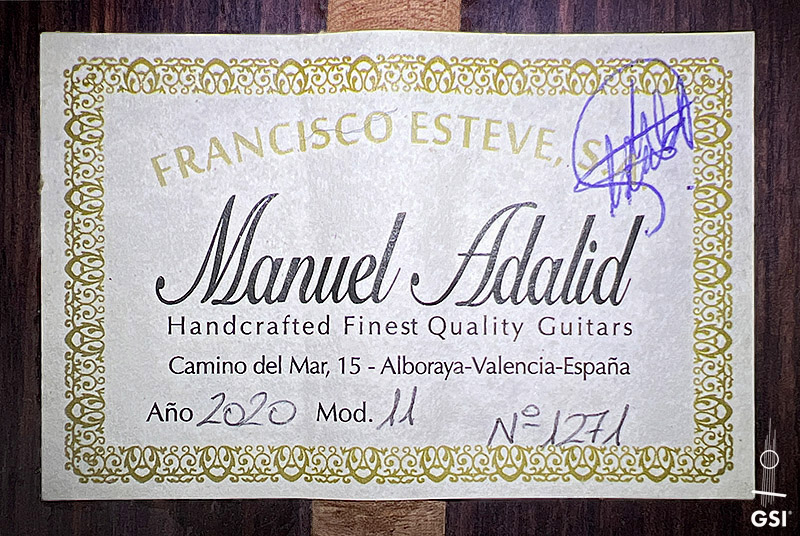 FRANCISCO ESTEVE, S.
Manuel Adalid
Handcrafted Finest Quality Guitars
Camino del Mar, 15 - Alboraya-Valencia-España
Año 2020 Mod. 11
Nº 1271
GSI